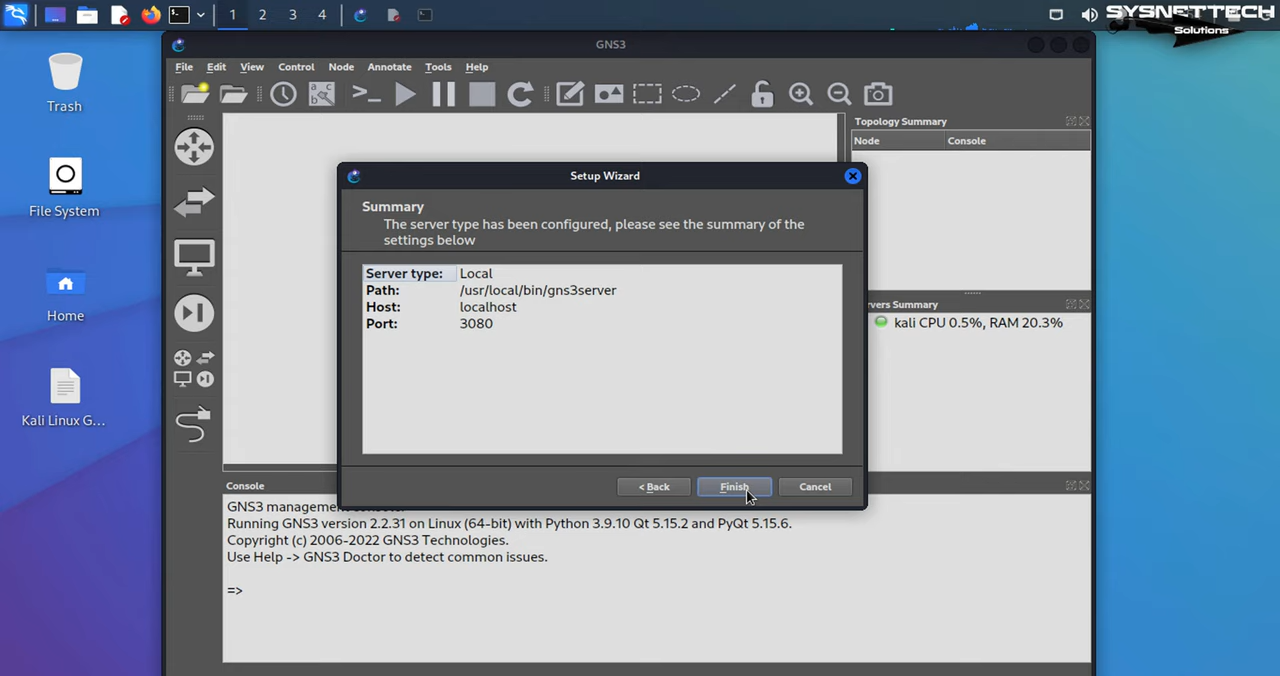 1 2 3 4
SYSNETTECH
Solutions
GNS3
File Edit View Control Node Annotate Tools Help
Trash
File System
Home
Kali Linux G...
Topology Summary
Node Console
Setup Wizard
Summary
The server type has been configured, please see the summary of the
settings below
Server type: Local
Path: /usr/local/bin/gns3server
Host: localhost
Port: 3080
< Back Finish Cancel
Summary
kali CPU 0.5%, RAM 20.3%
Console
GNS3 management
Running GNS3 version 2.2.31 on Linux (64-bit) with Python 3.9.10 Qt 5.15.2 and PyQt 5.15.6.
Copyright (c) 2006-2022 GNS3 Technologies.
Use Help -> GNS3 Doctor to detect common issues.
=>